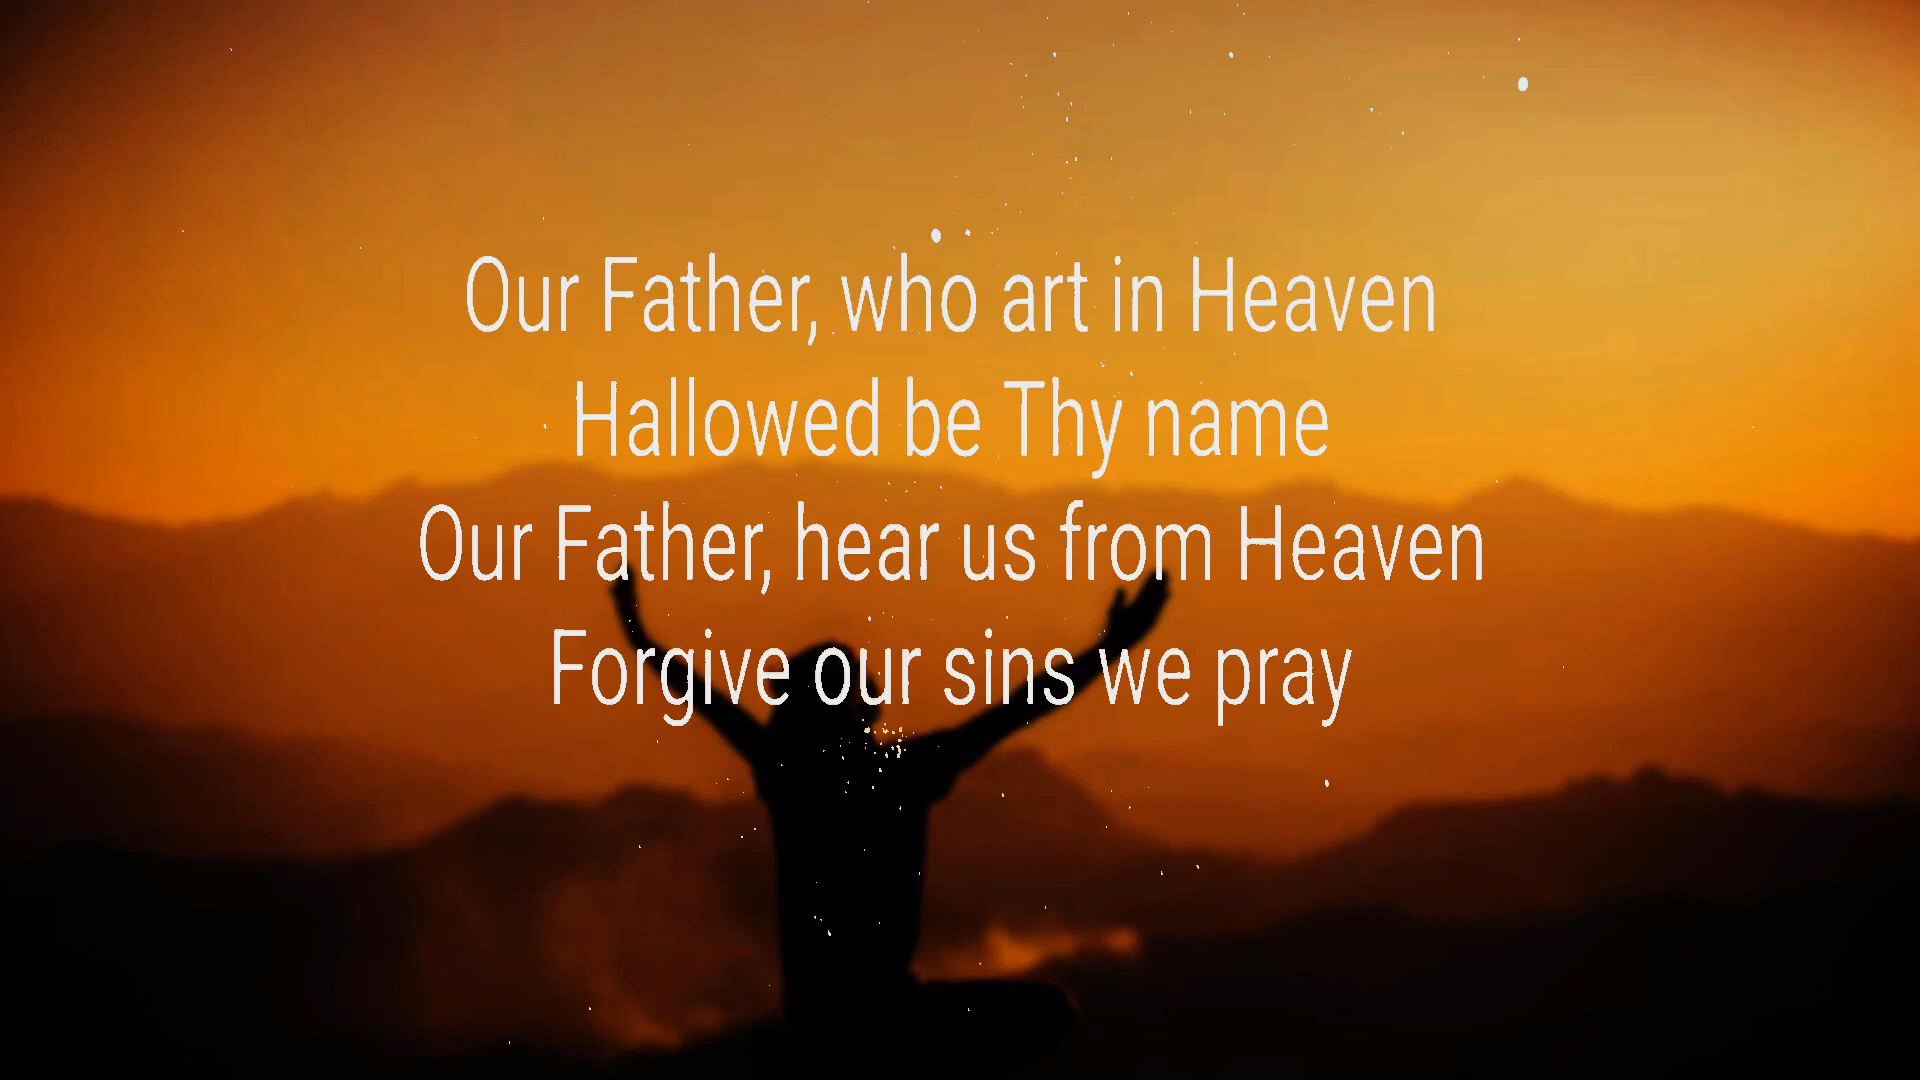 Our Father, who art in Heaven
Hallowed be Thy name
Our Father, hear us from Heaven
Forgive our sins we pray